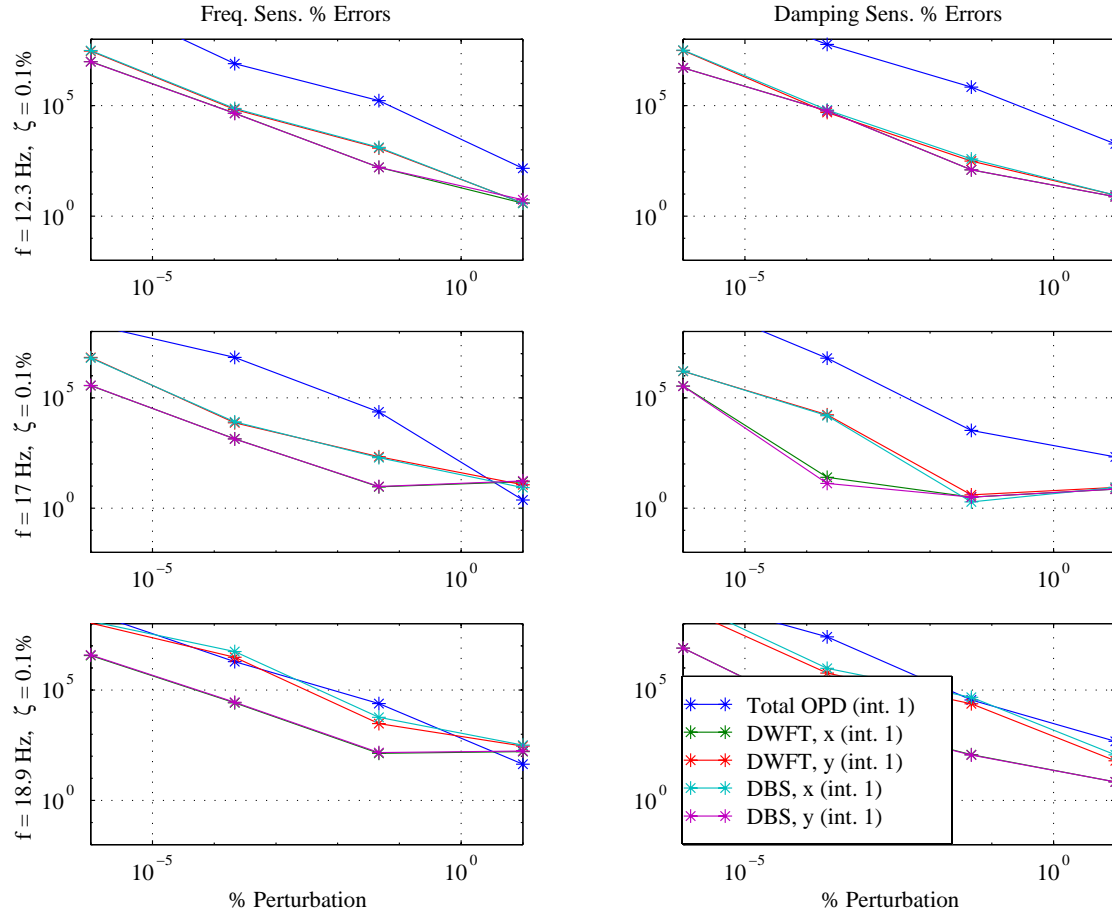 Freq. Sens. % Errors
Damping Sens. % Errors
f = 12.3 Hz, ζ = 0.1%
10^5
10^0
10^−5
10^0
10^5
10^0
10^−5
10^0
f = 17 Hz, ζ = 0.1%
10^5
10^0
10^−5
10^0
10^5
10^0
10^−5
10^0
f = 18.9 Hz, ζ = 0.1%
10^5
10^0
10^−5
10^0
% Perturbation
10^5
10^0
Total OPD (int. 1)
DWFT, x (int. 1)
DWFT, y (int. 1)
DBS, x (int. 1)
DBS, y (int. 1)
10^−5
10^0
% Perturbation